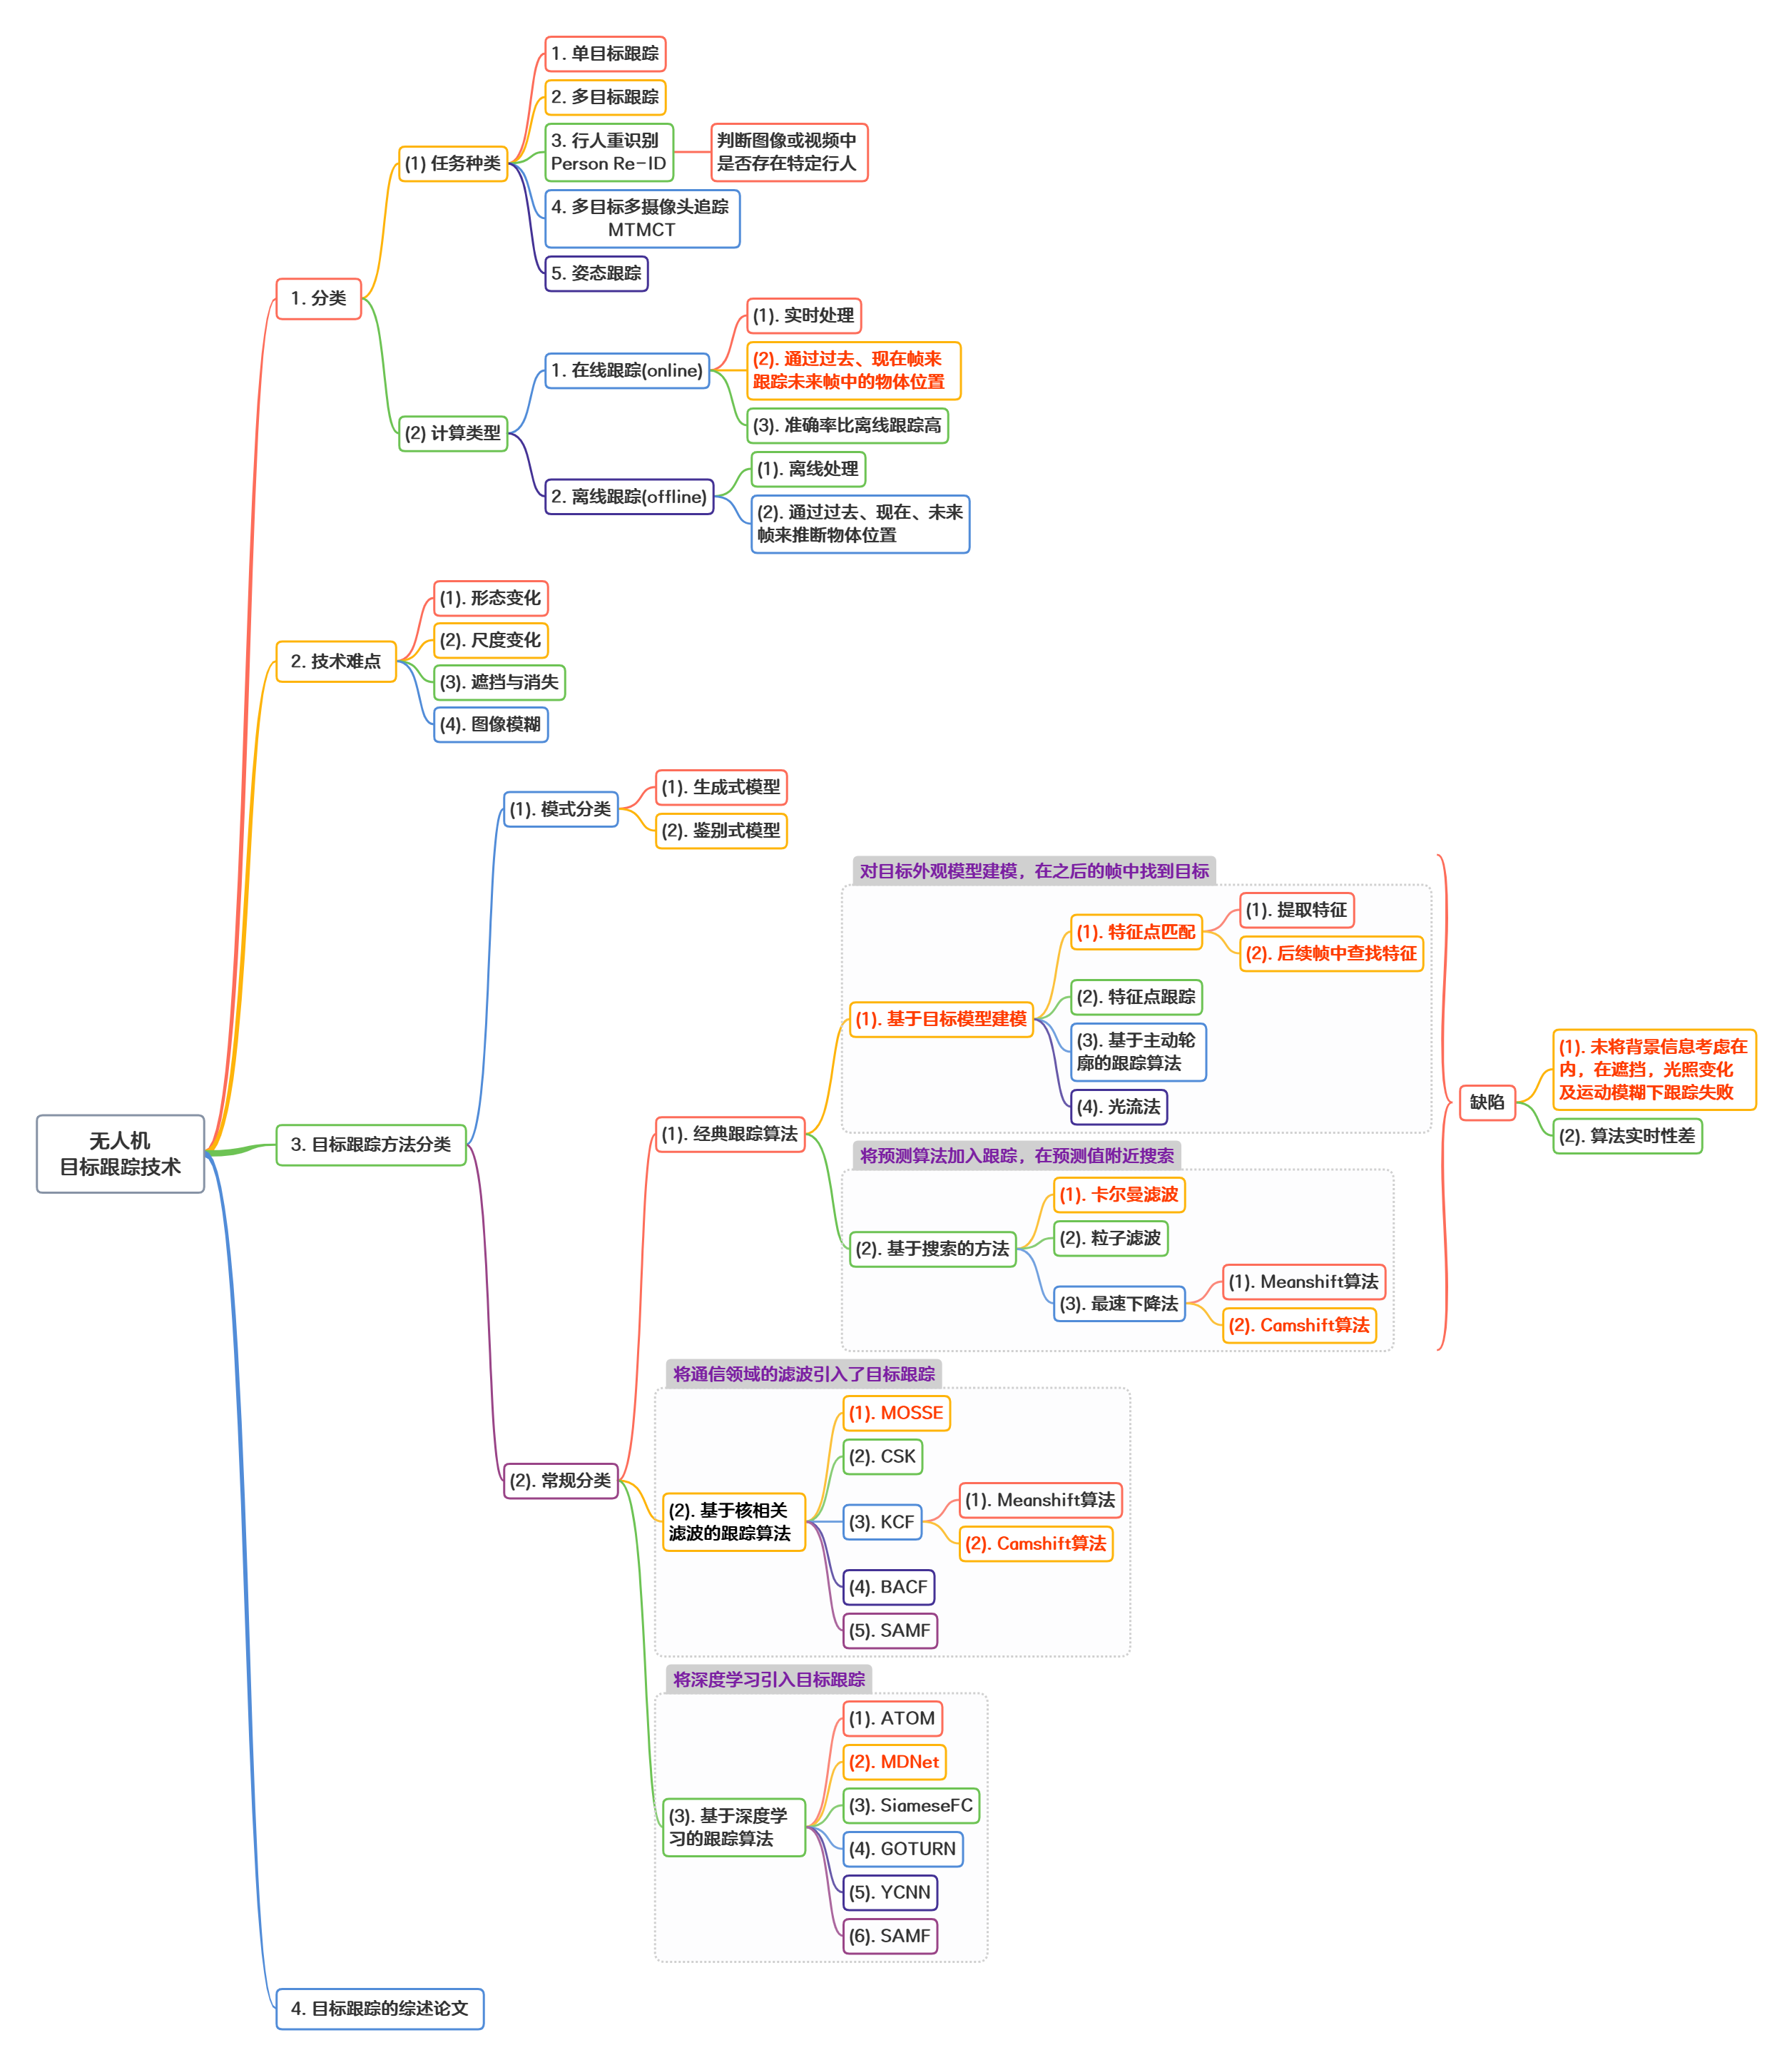 无人机
目标跟踪技术
1. 分类
(1) 任务种类
1. 单目标跟踪
2. 多目标跟踪
3. 行人重识别
Person Re-ID
判断图像或视频中
是否存在特定行人
4. 多目标多摄像头追踪
MTMCT
5. 姿态跟踪
(2) 计算类型
1. 在线跟踪(online)
(1). 实时处理
(2). 通过过去、现在帧来
跟踪未来帧中的物体位置
(3). 准确率比离线跟踪高
2. 离线跟踪(offline)
(1). 离线处理
(2). 通过过去、现在、未来
帧来推断物体位置
2. 技术难点
(1). 形态变化
(2). 尺度变化
(3). 遮挡与消失
(4). 图像模糊
3. 目标跟踪方法分类
(1). 模式分类
(1). 生成式模型
(2). 鉴别式模型
(2). 常规分类
(1). 经典跟踪算法
对目标外观模型建模，在之后的帧中找到目标
(1). 基于目标模型建模
(1). 特征点匹配
(1). 提取特征
(2). 后续帧中查找特征
(2). 特征点跟踪
(3). 基于主动轮
廓的跟踪算法
(4). 光流法
将预测算法加入跟踪，在预测值附近搜索
(2). 基于搜索的方法
(1). 卡尔曼滤波
(2). 粒子滤波
(3). 最速下降法
(1). Meanshift算法
(2). Camshift算法
缺陷
(1). 未将背景信息考虑在
内，在遮挡，光照变化
及运动模糊下跟踪失败
(2). 算法实时性差
将通信领域的滤波引入了目标跟踪
(2). 基于核相关
滤波的跟踪算法
(1). MOSSE
(2). CSK
(3). KCF
(1). Meanshift算法
(2). Camshift算法
(4). BACF
(5). SAMF
将深度学习引入目标跟踪
(3). 基于深度学
习的跟踪算法
(1). ATOM
(2). MDNet
(3). SiameseFC
(4). GOTURN
(5). YCNN
(6). SAMF
4. 目标跟踪的综述论文